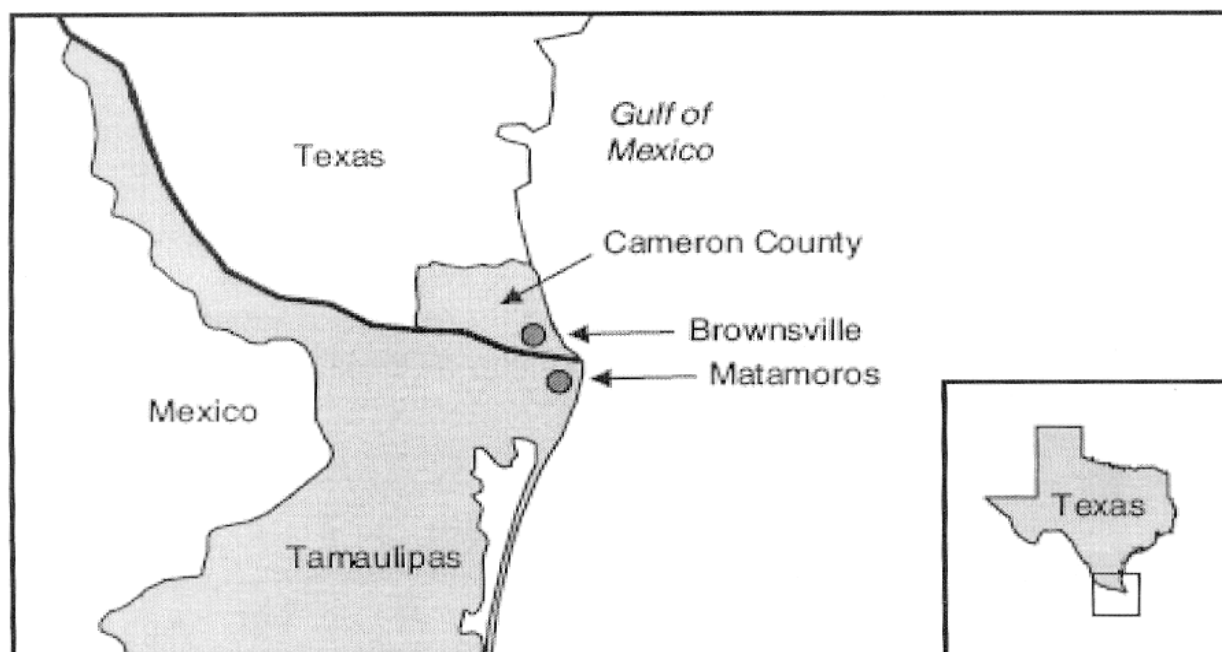 Gulf of
Mexico
Texas
Cameron County
Brownsville
Matamoros
Mexico
Tamaulipas
Texas